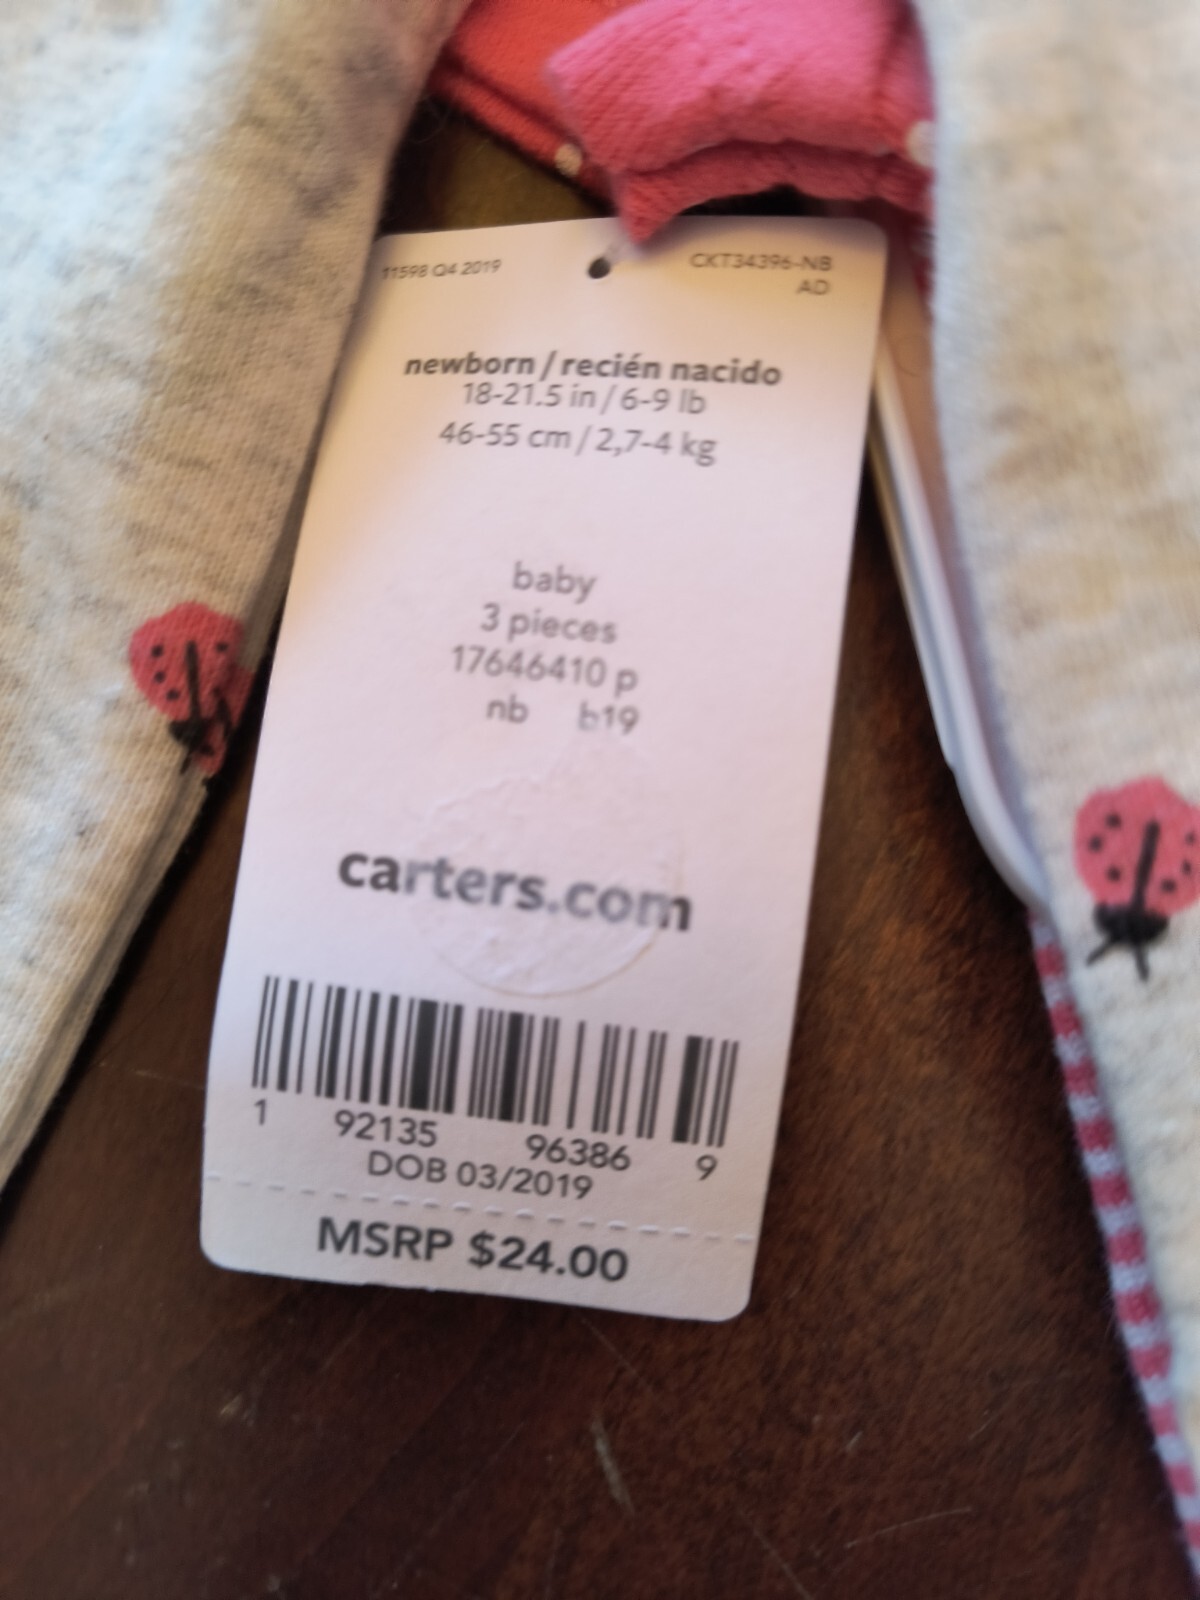 11598 Q4 2019
CKT34396-NB
AD
newborn / recién nacido
18-21.5 in / 6-9 lb
46-55 cm / 2,7-4 kg
baby
3 pieces
17646410 p
nb b19
carters.com
1 92135 96386 9
DOB 03/2019
MSRP $24.00